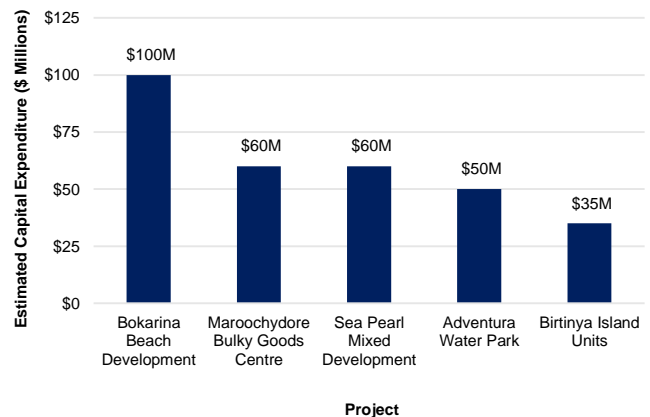 Estimated Capital Expenditure ($ Millions)
$125
$100
$75
$50
$25
$0
$100M
$60M
$60M
$50M
$35M
Bokarina
Beach
Development
Maroochydore
Bulky Goods
Centre
Sea Pearl
Mixed
Development
Adventura
Water Park
Birtinya Island
Units
Project